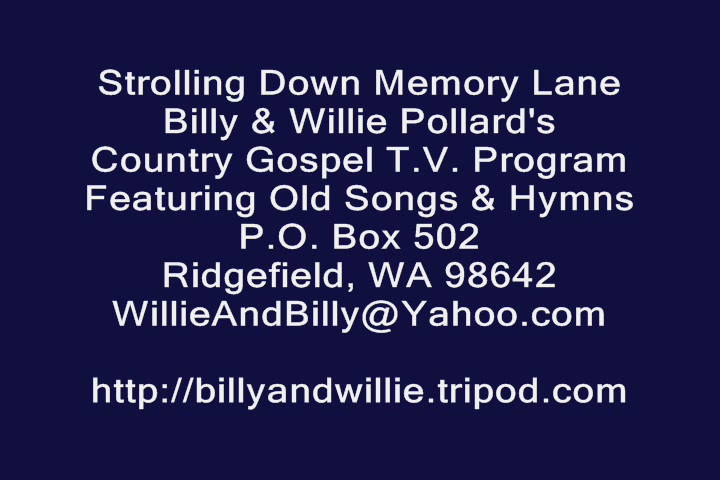 Strolling Down Memory Lane
Billy & Willie Pollard's
Country Gospel T.V. Program
Featuring Old Songs & Hymns
P.O. Box 502
Ridgefield, WA 98642
WillieAndBilly@Yahoo.com
http://billyandwillie.tripod.com